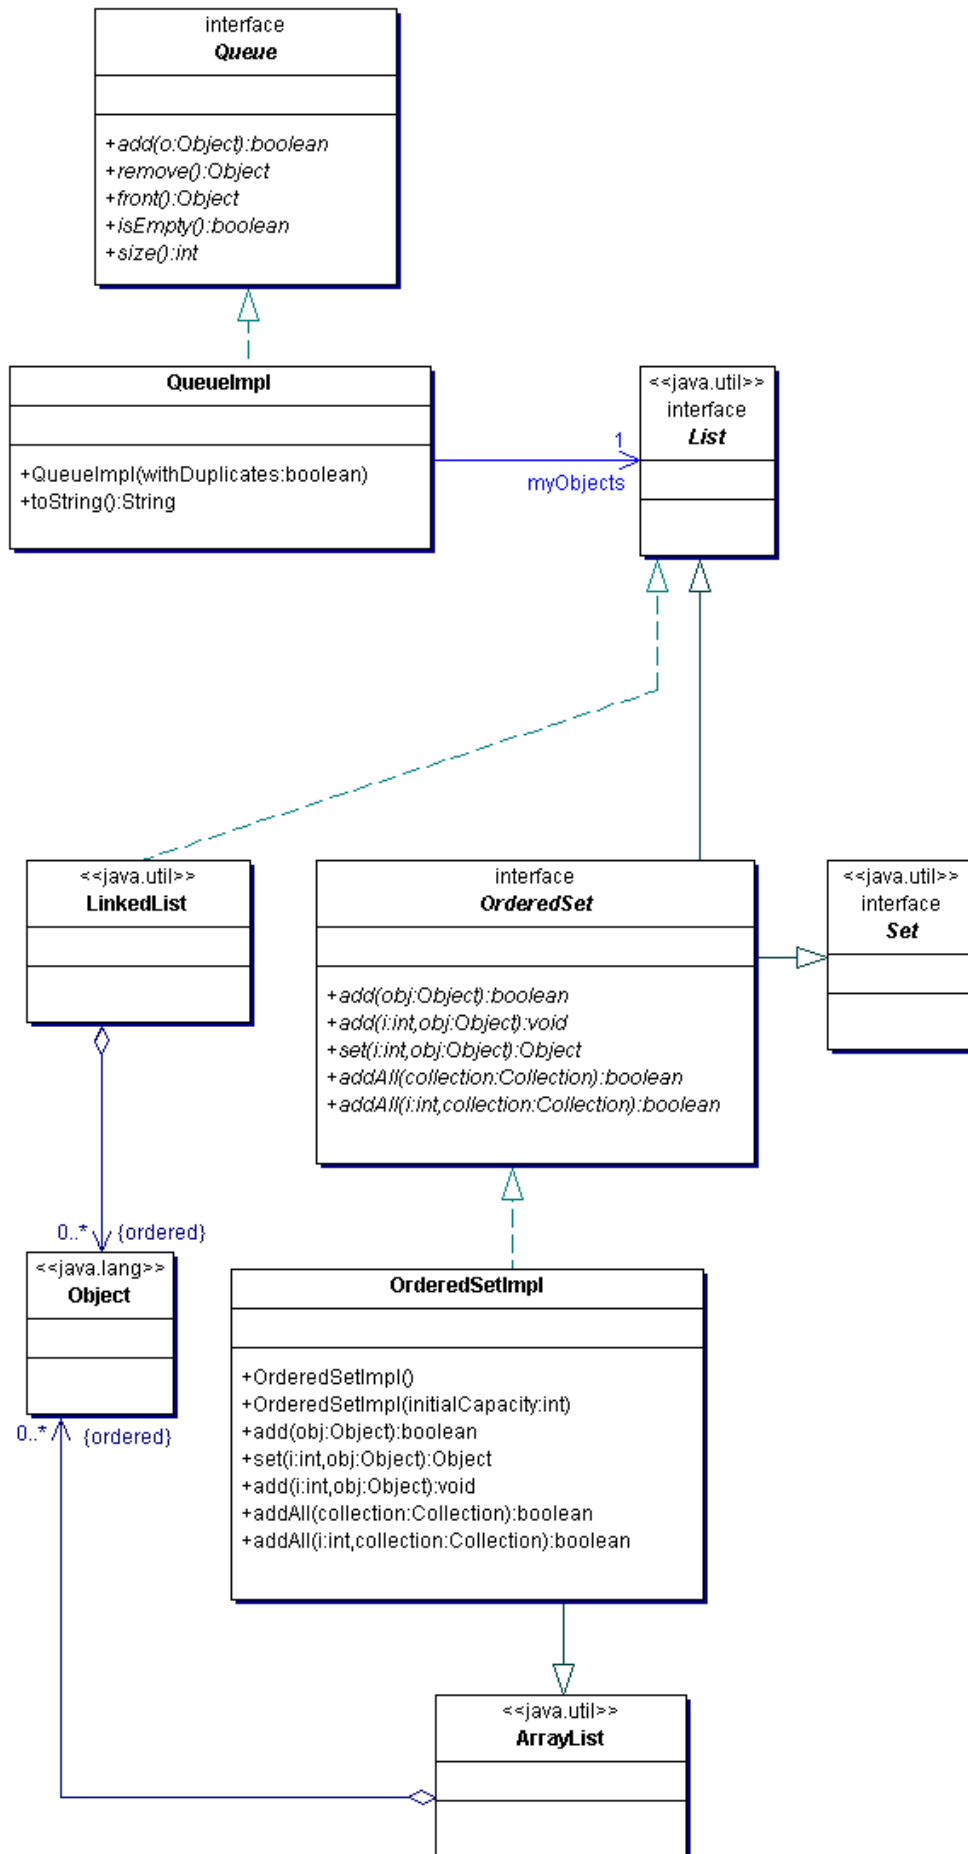 interface
Queue
+add(o:Object):boolean
+remove():Object
+front():Object
+isEmpty():boolean
+size():int
QueueImpl
+QueueImpl(withDuplicates:boolean)
+toString():String
1
myObjects
<<java.util>>
interface
List
<<java.util>>
LinkedList
interface
OrderedSet
+add(obj:Object):boolean
+add(i:int,obj:Object):void
+set(i:int,obj:Object):Object
+addAll(collection:Collection):boolean
+addAll(i:int,collection:Collection):boolean
<<java.util>>
interface
Set
0..* {ordered}
<<java.lang>>
Object
0..* {ordered}
OrderedSetImpl
+OrderedSetImpl()
+OrderedSetImpl(initialCapacity:int)
+add(obj:Object):boolean
+set(i:int,obj:Object):Object
+add(i:int,obj:Object):void
+addAll(collection:Collection):boolean
+addAll(i:int,collection:Collection):boolean
<<java.util>>
ArrayList